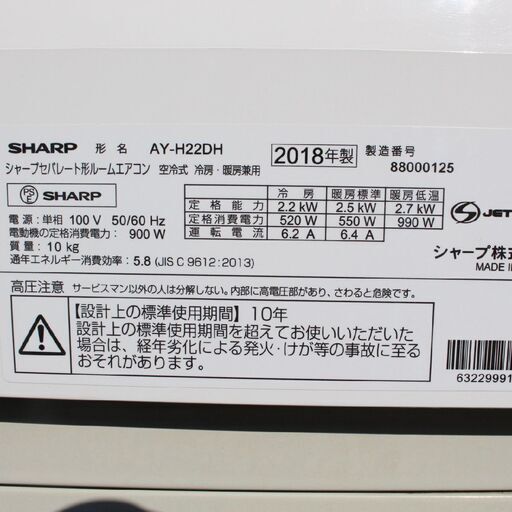 SHARP 形名 AY-H22DH 2018年製 製造番号 88000125
シャープセパレート形ルームエアコン 空冷式 冷房・暖房兼用
PS E SHARP
電源：単相 100 V 50/60 Hz
電動機の定格消費電力： 900 W
質量：10 kg
通年エネルギー消費効率： 5.8 (JIS C 9612:2013)
冷房 暖房標準 暖房低温
定格能力 2.2 kW 2.5 kW 2.7 kW
定格消費電力 520 W 550 W 990 W
運転電流 6.2 A 6.4 A
S JET
シャープ株式
MADE I
高圧注意 サービスマン以外の人は分解しない。内部に高電圧部があり、さわると危険です。
【設計上の標準使用期間】10年
設計上の標準使用期間を超えてお使いいただいた
場合は、経年劣化による発火・けが等の事故に至る
おそれがあります。
63229991